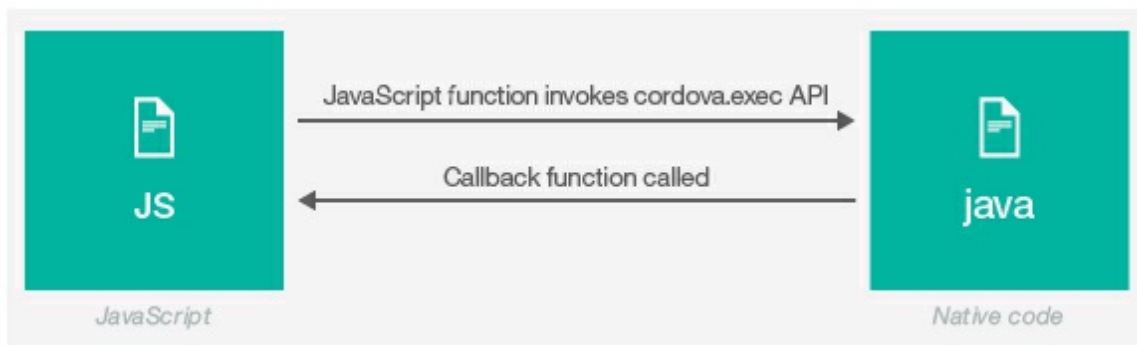 JavaScript function invokes cordova.exec API
Callback function called
JS
java
JavaScript
Native code